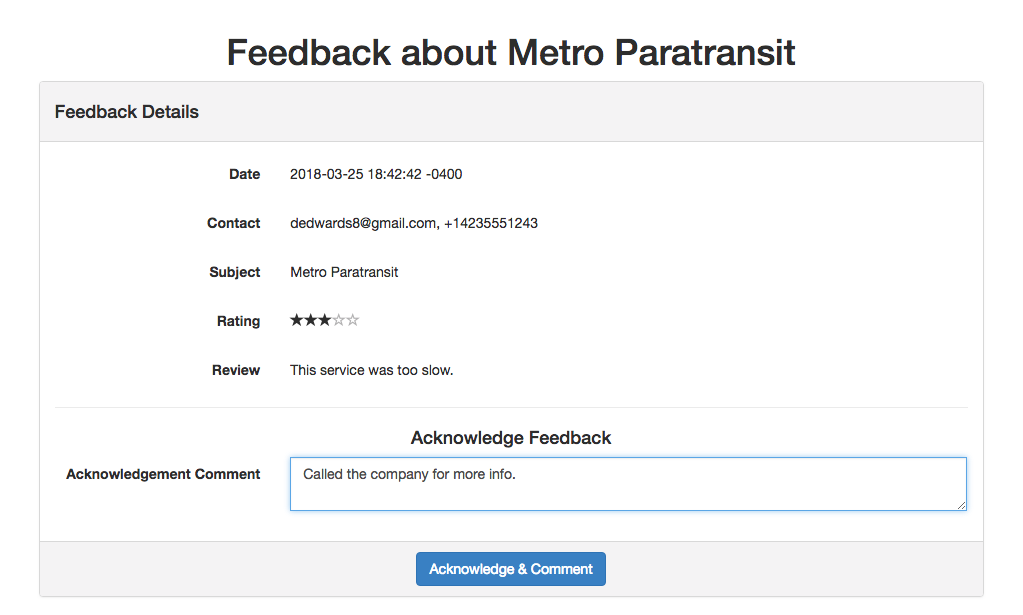 Feedback about Metro Paratransit
Feedback Details
Date 2018-03-25 18:42:42 -0400
Contact dedwards8@gmail.com, +14235551243
Subject Metro Paratransit
Rating ★★★☆☆
Review This service was too slow.
Acknowledge Feedback
Acknowledgement Comment Called the company for more info.
Acknowledge & Comment